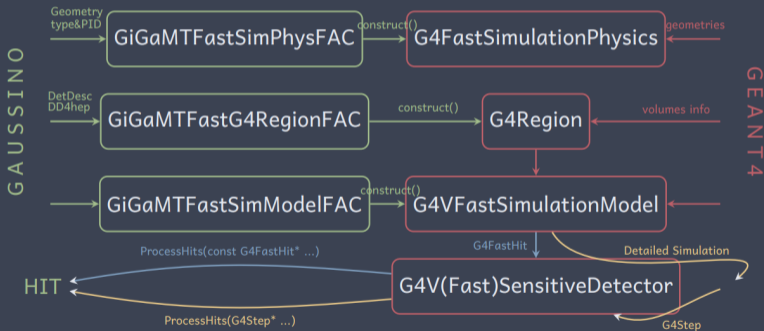 Geometry
type&PID
GiGaMTFastSimPhysFAC
construct()
G4FastSimulationPhysics
geometries
GAUSSINO
GEANT4
DetDesc
DD4hep
GiGaMTFastG4RegionFAC
construct()
G4Region
volumes info
GiGaMTFastSimModelFAC
construct()
G4VFastSimulationModel
ProcessHits(const G4FastHit* ...)
G4FastHit
Detailed Simulation
HIT
G4V(Fast)SensitiveDetector
ProcessHits(G4Step* ...)
G4Step